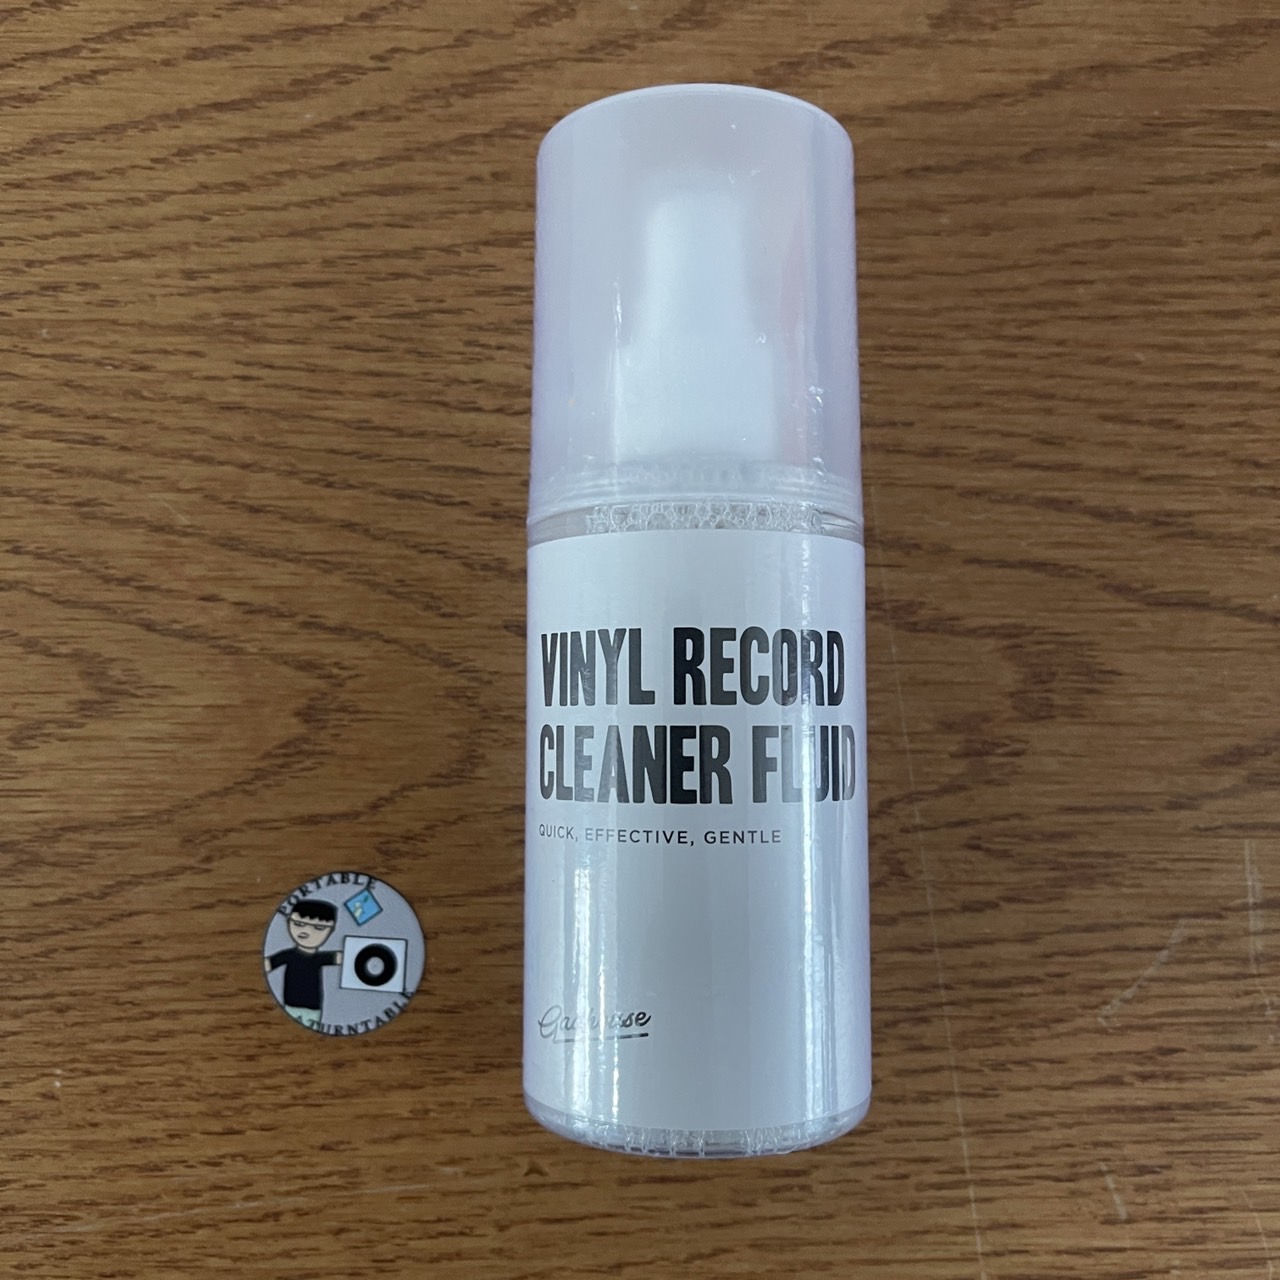 VINYL RECORD
CLEANER FLUID
QUICK, EFFECTIVE, GENTLE
PORTABLE
TURNTABLE